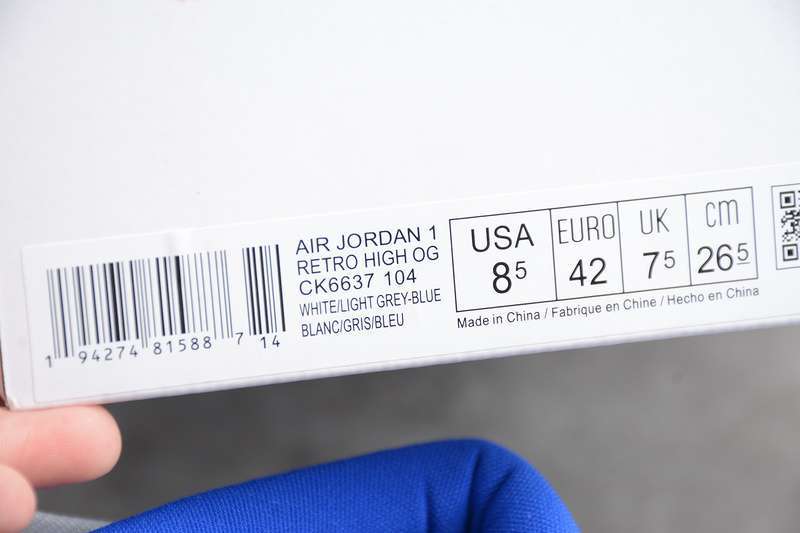 AIR JORDAN 1
RETRO HIGH OG
CK6637 104
WHITE/LIGHT GREY-BLUE
BLANC/GRIS/BLEU
1 94274 81588 7 14
USA
8⁵
EURO
42
UK
7⁵
cm
26⁵
Made in China / Fabrique en Chine / Hecho en China